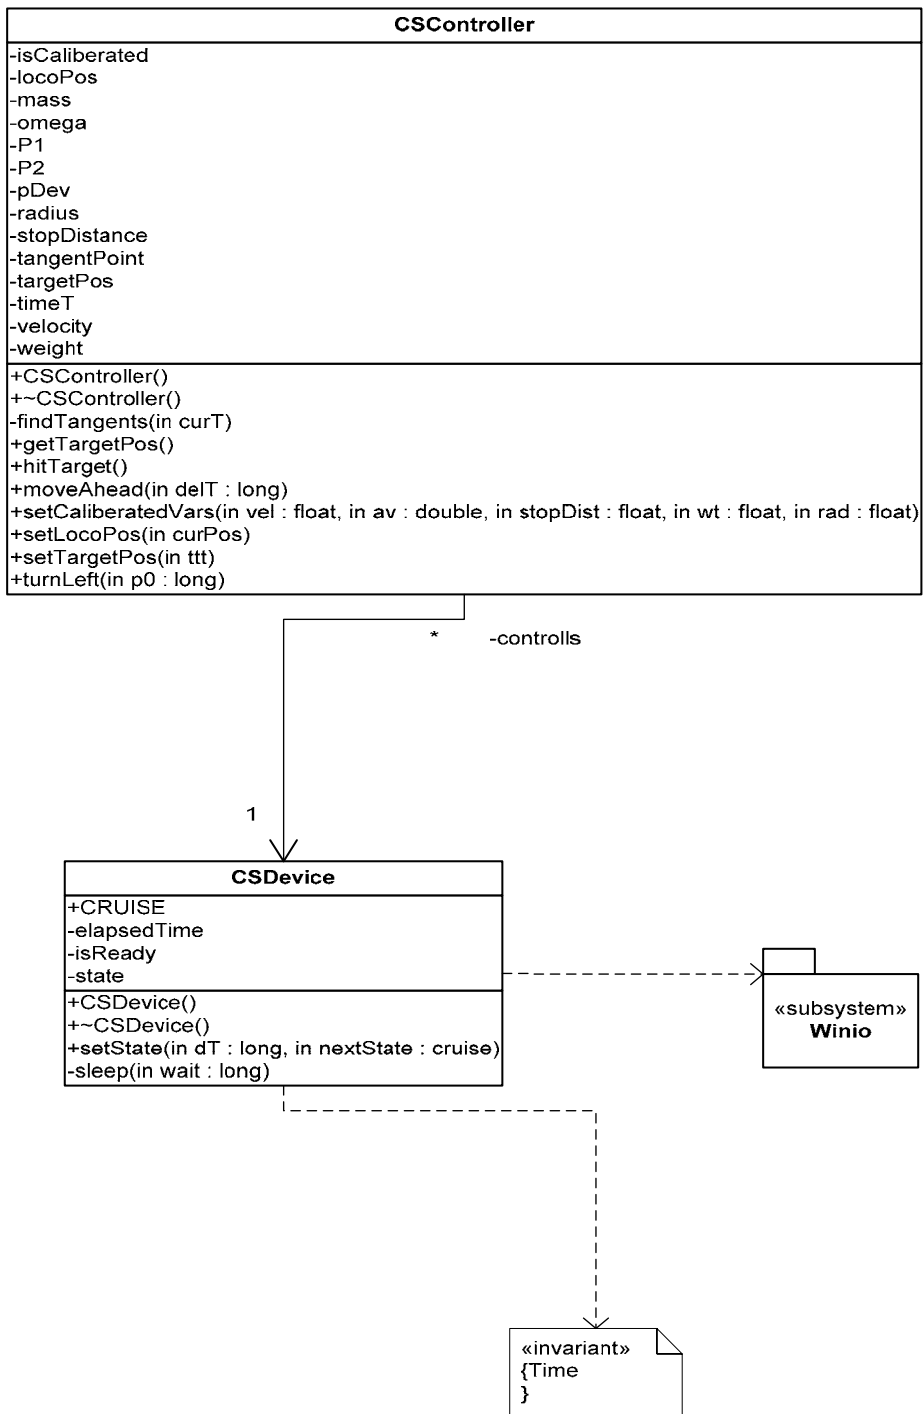 CSController
-isCaliberated
-locoPos
-mass
-omega
-P1
-P2
-pDev
-radius
-stopDistance
-tangentPoint
-targetPos
-timeT
-velocity
-weight
+CSController()
+~CSController()
-findTangents(in curT)
+getTargetPos()
+hitTarget()
+moveAhead(in delT : long)
+setCaliberatedVars(in vel : float, in av : double, in stopDist : float, in wt : float, in rad : float)
+setLocoPos(in curPos)
+setTargetPos(in ttt)
+turnLeft(in p0 : long)
* -controlls
1
CSDevice
+CRUISE
-elapsedTime
-isReady
-state
+CSDevice()
+~CSDevice()
+setState(in dT : long, in nextState : cruise)
-sleep(in wait : long)
«subsystem»
Winio
«invariant»
{Time
}